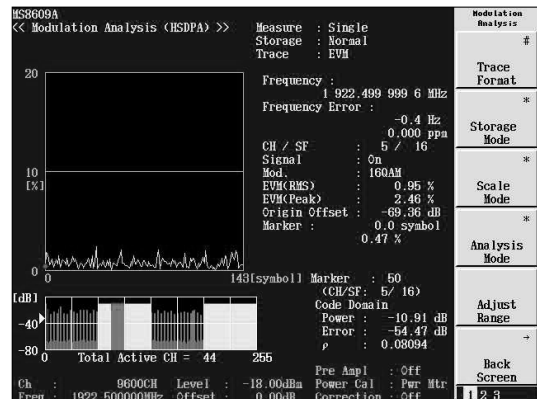 MS8609A
<< Modulation Analysis (HSDPA) >>
Measure : Single
Storage : Normal
Trace : EVM
Frequency :
1 922.499 999 6 MHz
Frequency Error :
-0.4 Hz
0.000 ppm
CH / SF : 5 / 16
Signal : On
Mod. : 16QAM
EVM(RMS) : 0.95 %
EVM(Peak) : 2.46 %
Origin Offset : -69.36 dB
Marker : 0.0 symbol
0.47 %
20
10
[%]
0
0 143[symbol]
Marker : 50
(CH/SF: 5/ 16)
Code Domain
Power : -10.91 dB
Error : -54.47 dB
ρ : 0.08094
[dB]
-40
-80
0 Total Active CH = 44 255
Pre Ampl : Off
Ch : 9600CH Level : -18.00dBm Power Cal : Pwr Mtr
Freq : 1922.500000MHz Offset : 0.00dB Correction : Off
Modulation
Analysis
#
Trace
Format
*
Storage
Mode
*
Scale
Mode
*
Analysis
Mode
Adjust
Range
→
Back
Screen
1 2 3